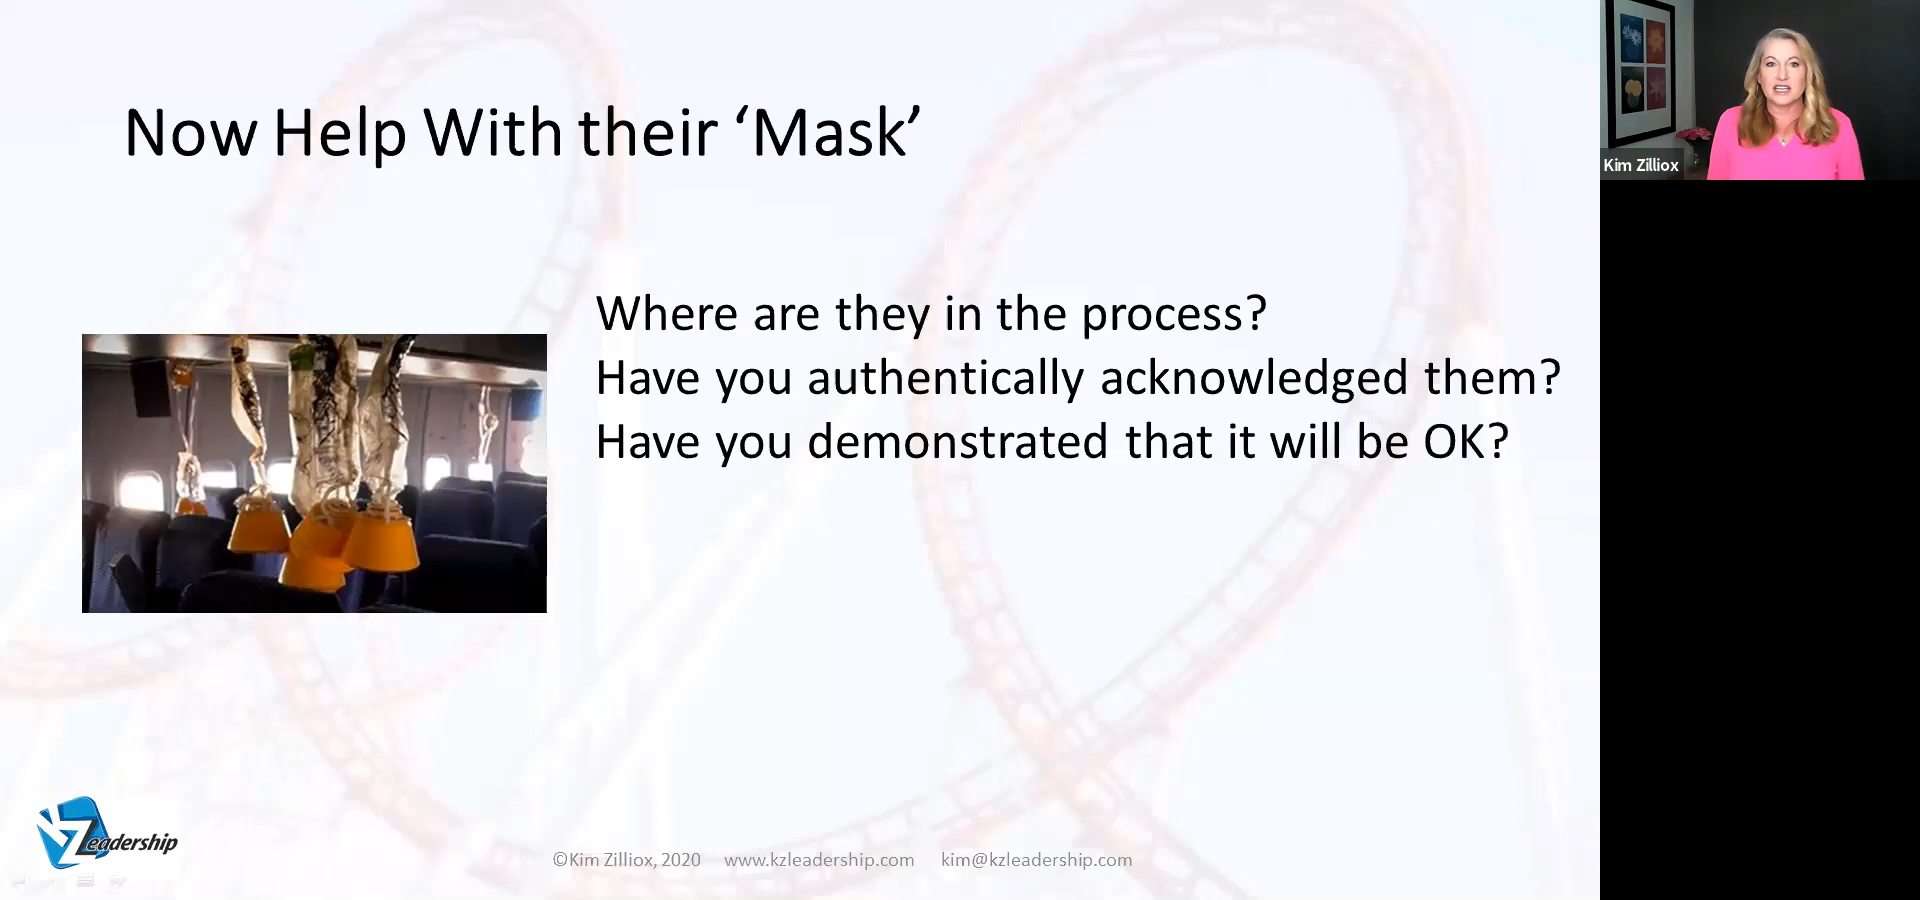 Now Help With their ‘Mask’
Kim Zilliox
Where are they in the process?
Have you authentically acknowledged them?
Have you demonstrated that it will be OK?
KZLeadership
©Kim Zilliox, 2020 www.kzleadership.com kim@kzleadership.com